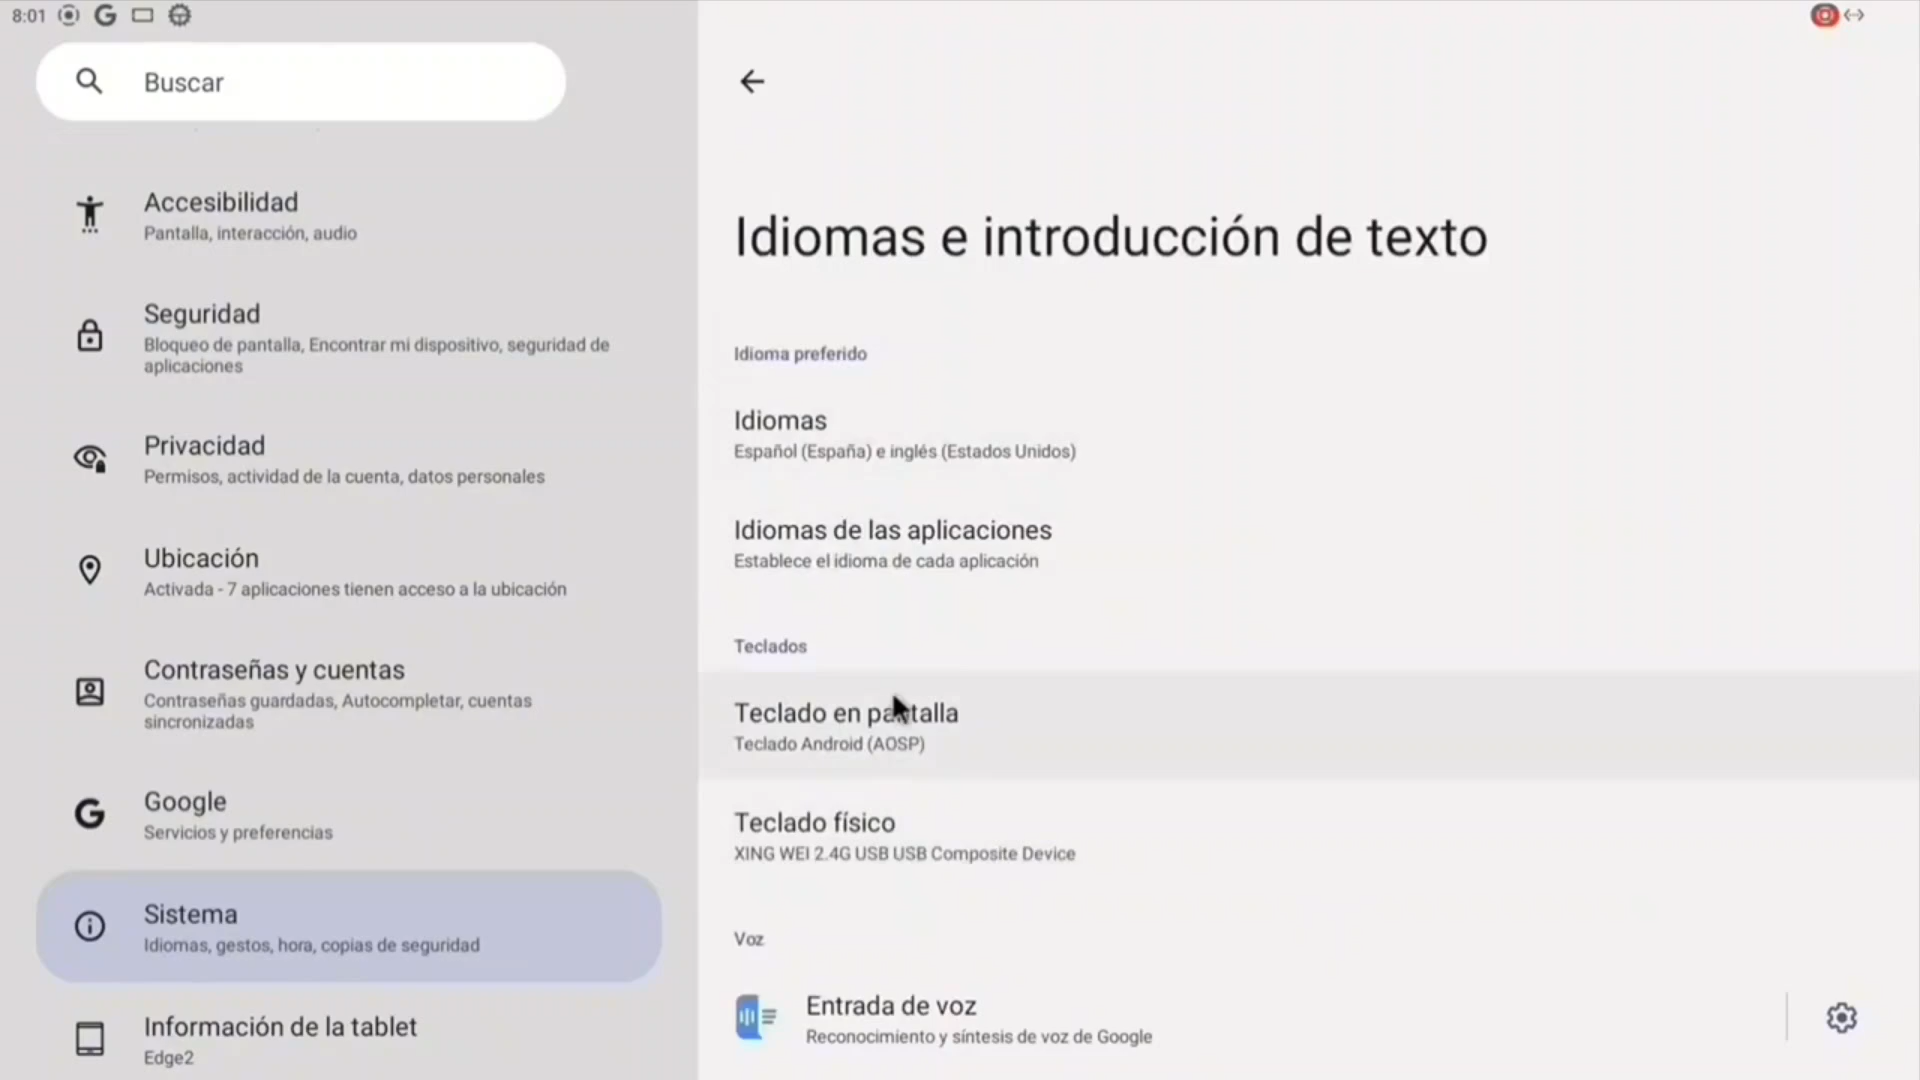 8:01
Buscar
Accesibilidad
Pantalla, interacción, audio
Seguridad
Bloqueo de pantalla, Encontrar mi dispositivo, seguridad de
aplicaciones
Privacidad
Permisos, actividad de la cuenta, datos personales
Ubicación
Activada - 7 aplicaciones tienen acceso a la ubicación
Contraseñas y cuentas
Contraseñas guardadas, Autocompletar, cuentas
sincronizadas
Google
Servicios y preferencias
Sistema
Idiomas, gestos, hora, copias de seguridad
Información de la tablet
Edge2
Idiomas e introducción de texto
Idioma preferido
Idiomas
Español (España) e inglés (Estados Unidos)
Idiomas de las aplicaciones
Establece el idioma de cada aplicación
Teclados
Teclado en pantalla
Teclado Android (AOSP)
Teclado físico
XING WEI 2.4G USB USB Composite Device
Voz
Entrada de voz
Reconocimiento y síntesis de voz de Google